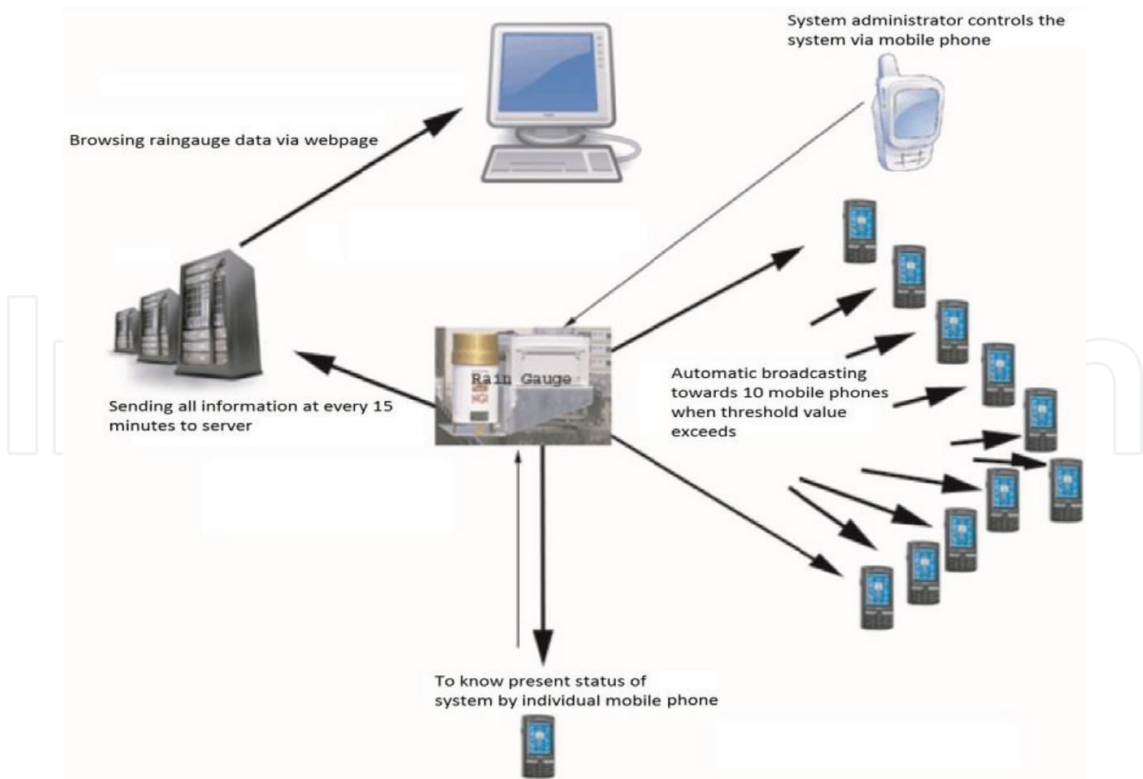 System administrator controls the
system via mobile phone
Browsing raingauge data via webpage
Rain Gauge
Automatic broadcasting
towards 10 mobile phones
when threshold value
exceeds
Sending all information at every 15
minutes to server
To know present status of
system by individual mobile phone